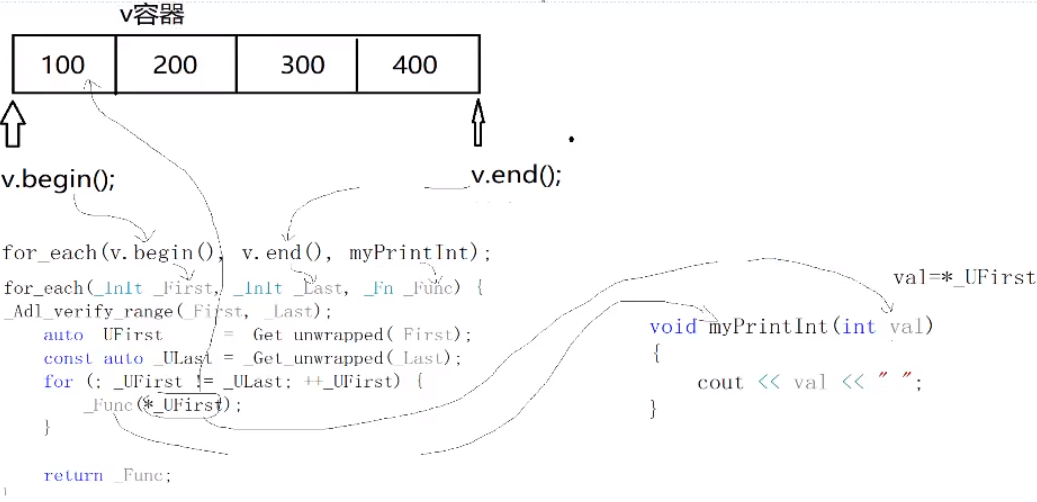 v容器
100 200 300 400
v.begin(); v.end();
for_each(v.begin(), v.end(), myPrintInt);
for_each(_InIt _First, _InIt _Last, _Fn _Func) {
_Adl_verify_range(_First, _Last);
auto _UFirst = _Get_unwrapped(_First);
const auto _ULast = _Get_unwrapped(_Last);
for (; _UFirst != _ULast; ++_UFirst) {
_Func(*_UFirst);
}
return _Func;
}
val=*_UFirst
void myPrintInt(int val)
{
cout << val << " ";
}